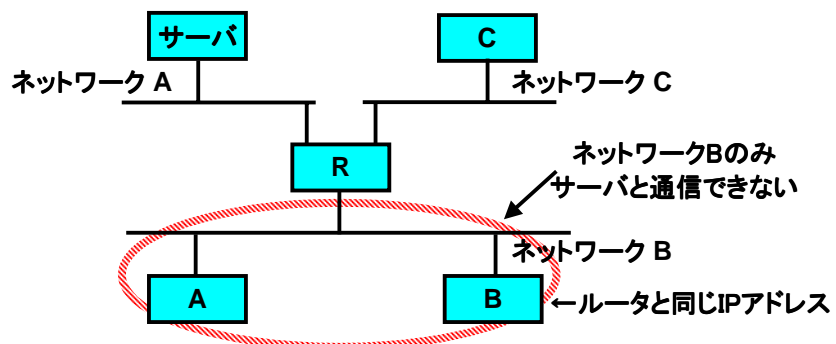 サーバ
C
ネットワーク A
ネットワーク C
R
ネットワークBのみ
サーバと通信できない
ネットワーク B
A
B
←ルータと同じIPアドレス